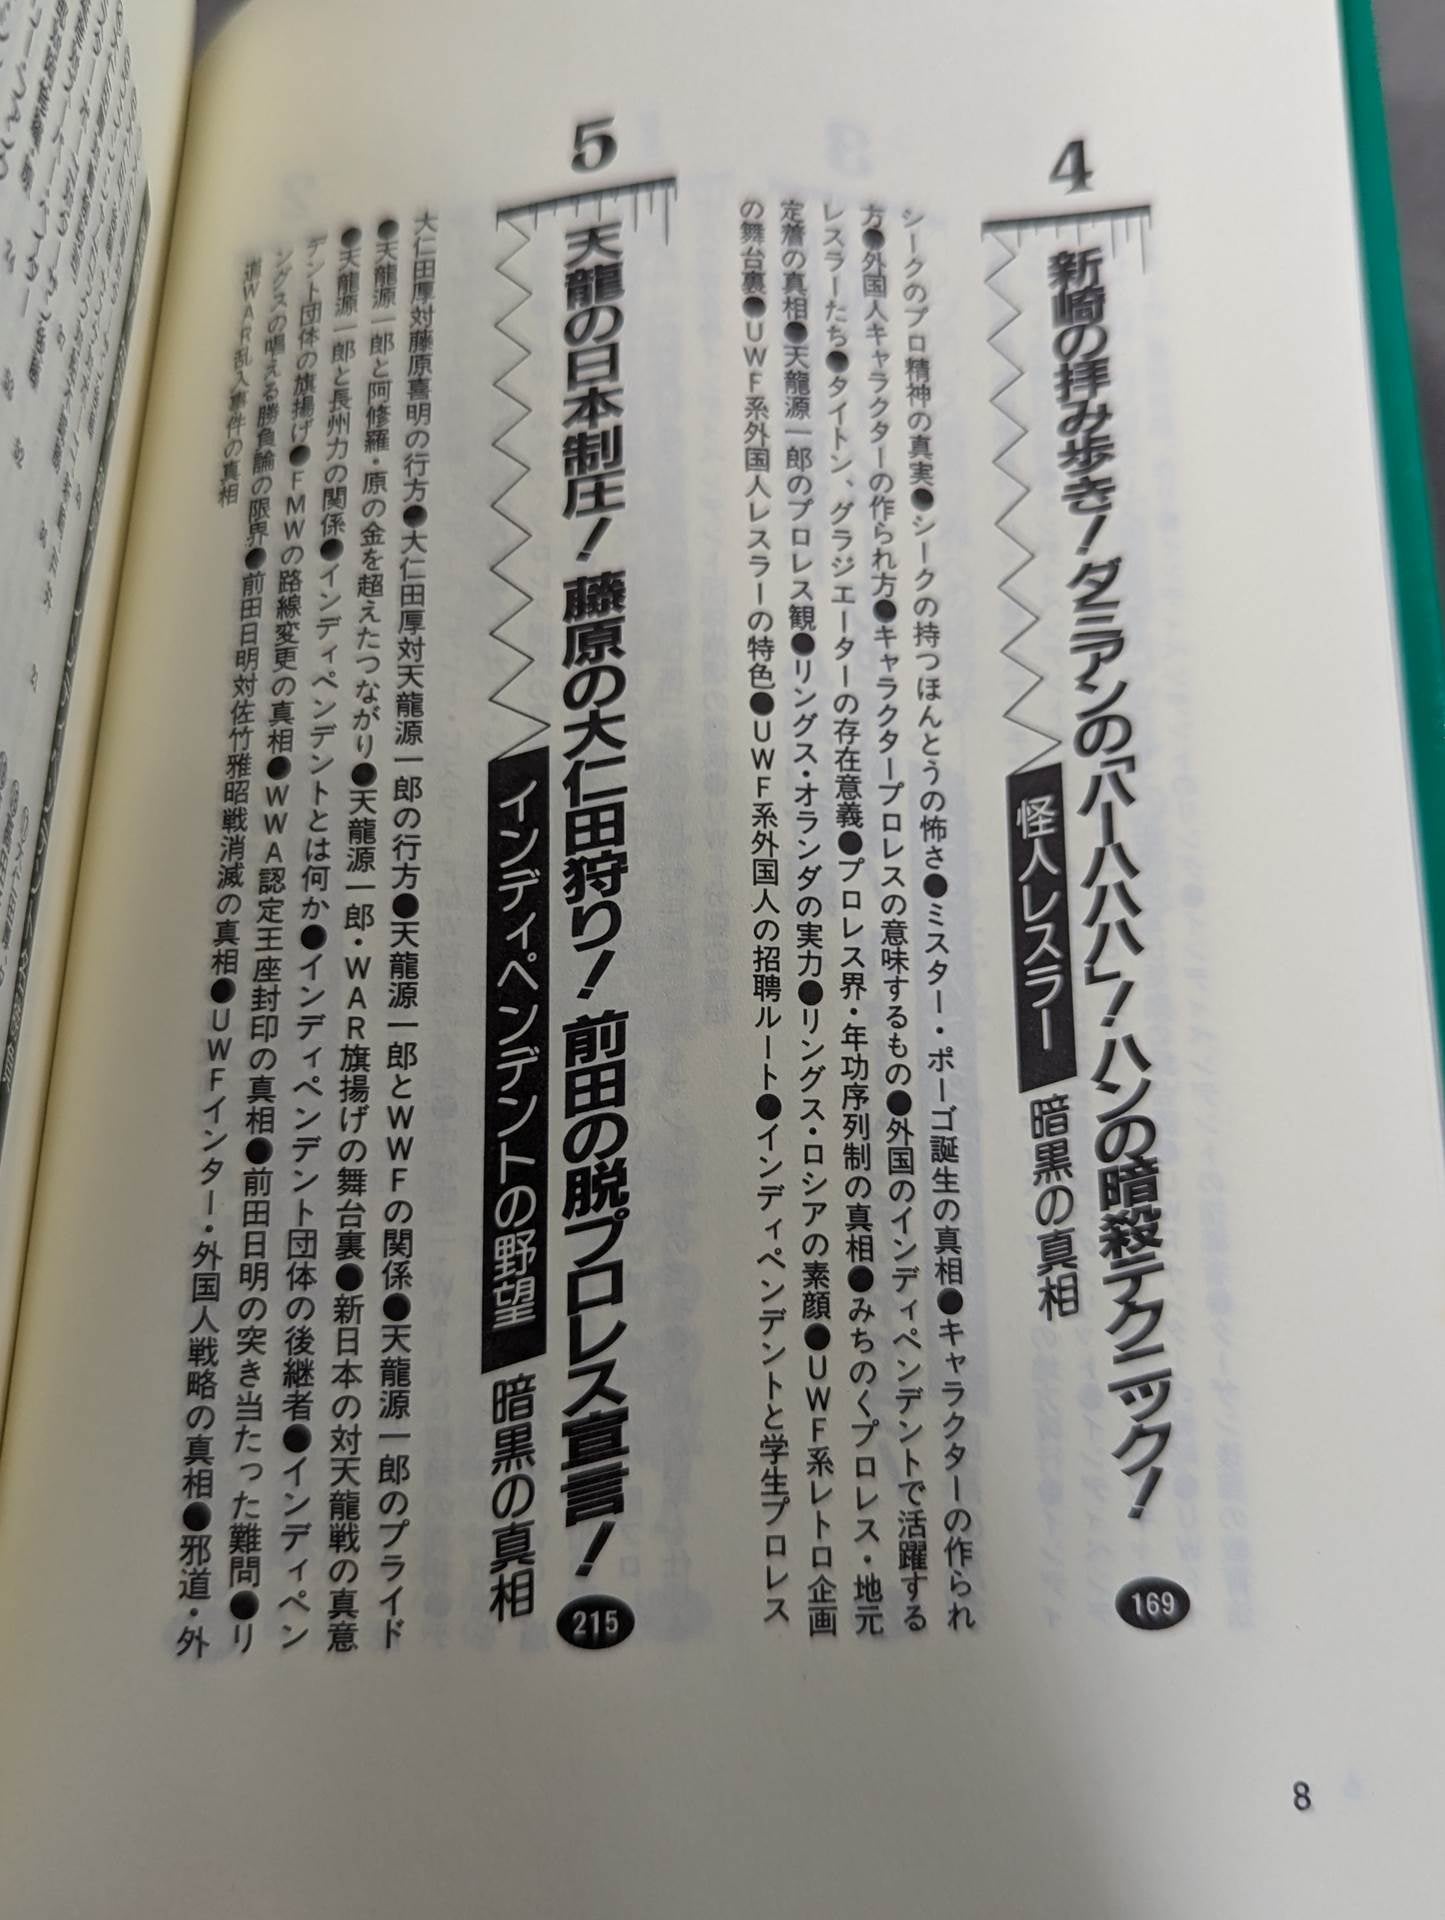 4
新崎の拝み歩き！ダニアンの「パーハハハ」！ハンの暗殺テクニック！
169
怪人レスラー 暗黒の真相
シークのプロ精神の真実●シークの持つほんとうの怖さ●ミスター・ポーゴ誕生の真相●キャラクターの作られ
方●外国人キャラクターの作られ方●キャラクタープロレスの意味するもの●外国のインディペンデントで活躍する
レスラーたち●タイトン、グラジエーターの存在意義●プロレス界・年功序列制の真相●みちのくプロレス・地元
定着の真相●天龍源一郎のプロレス観●リングス・オランダの実力●リングス・ロシアの素顔●UWF系レトロ企画
の舞台裏●UWF系外国人レスラーの特色●UWF系外国人の招聘ルート●インディペンデントと学生プロレス
5
天龍の日本制圧！藤原の大仁田狩り！前田の脱プロレス宣言！
215
インディペンデントの野望 暗黒の真相
大仁田厚対藤原喜明の行方●大仁田厚対天龍源一郎の行方●天龍源一郎とWWFの関係●天龍源一郎のプライド
●天龍源一郎と阿修羅・原の金を超えたつながり●天龍源一郎・WAR旗揚げの舞台裏●新日本の対天龍戦の真意
●天龍源一郎と長州力の関係●インディペンデントとは何か●インディペンデント団体の後継者●インディペン
デント団体の旗揚げ●FMWの路線変更の真相●WWA認定王座封印の真相●前田日明の突き当たった難問●リ
ングスの唱える勝負論の限界●前田日明対佐竹雅昭戦消滅の真相●UWFインター・外国人戦略の真相●邪道・外
道WAR乱入事件の真相
8